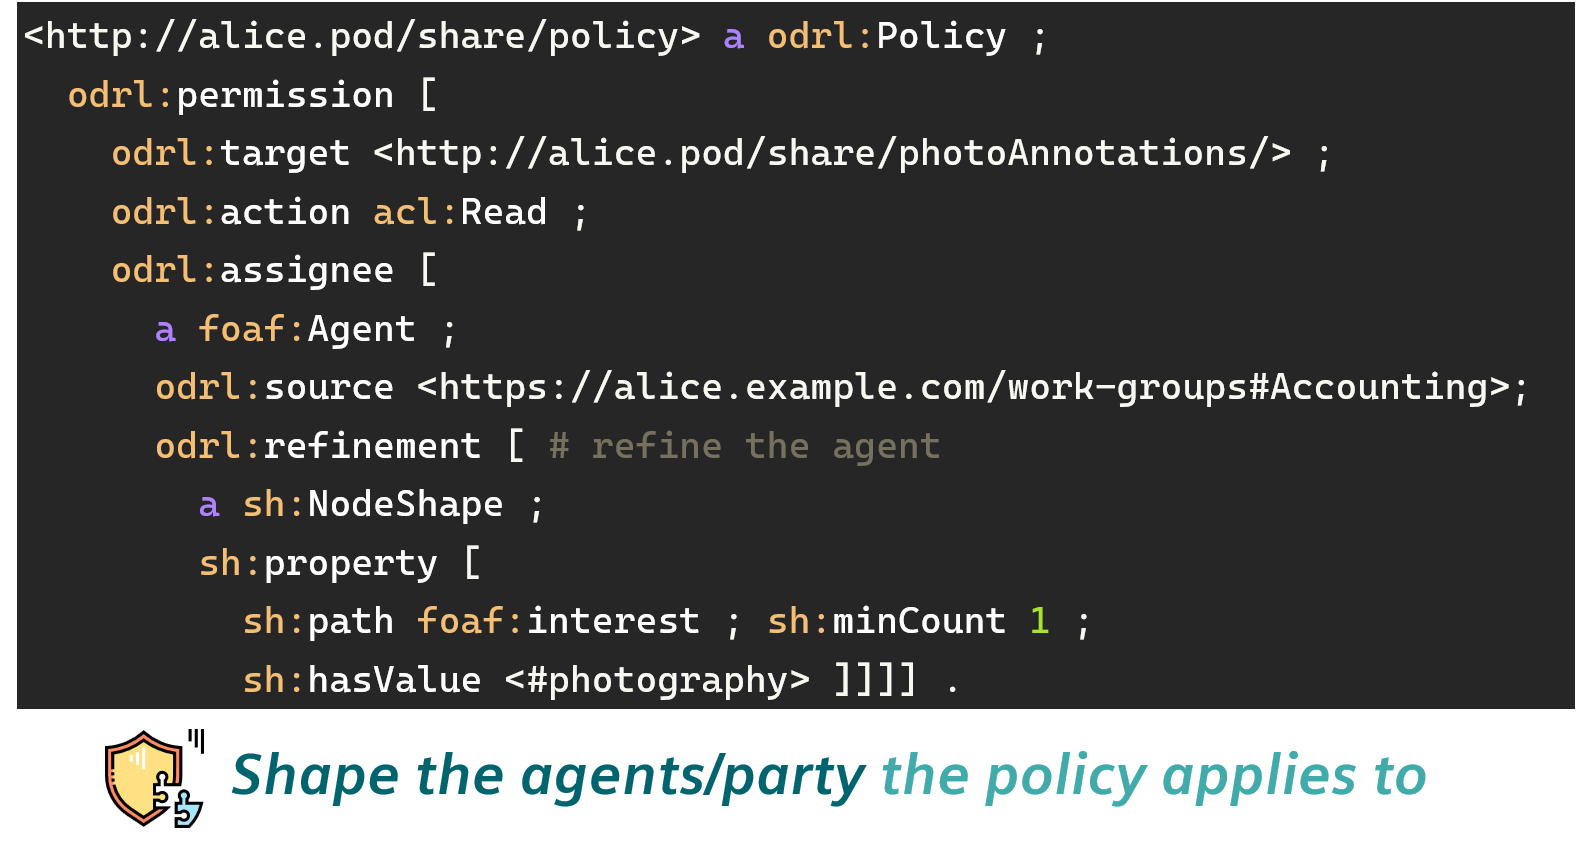 <http://alice.pod/share/policy> a odrl:Policy ;
odrl:permission [
odrl:target <http://alice.pod/share/photoAnnotations/> ;
odrl:action acl:Read ;
odrl:assignee [
a foaf:Agent ;
odrl:source <https://alice.example.com/work-groups#Accounting>;
odrl:refinement [ # refine the agent
a sh:NodeShape ;
sh:property [
sh:path foaf:interest ; sh:minCount 1 ;
sh:hasValue <#photography> ]]]] .
Shape the agents/party the policy applies to